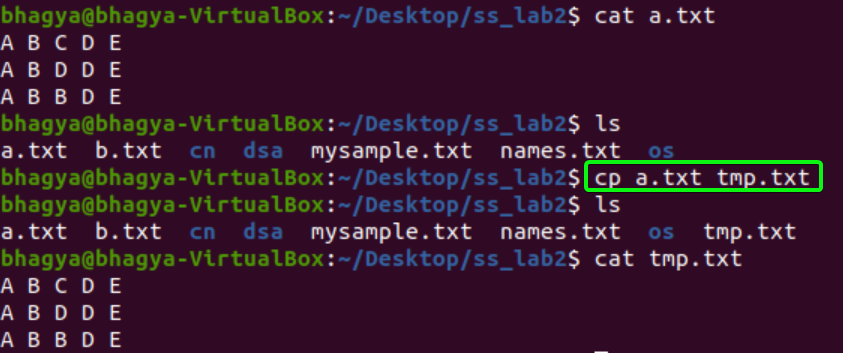 bhagya@bhagya-VirtualBox:~/Desktop/ss_lab2$ cat a.txt
A B C D E
A B D D E
A B B D E
bhagya@bhagya-VirtualBox:~/Desktop/ss_lab2$ ls
a.txt  b.txt  cn  dsa  mysample.txt  names.txt  os
bhagya@bhagya-VirtualBox:~/Desktop/ss_lab2$ cp a.txt tmp.txt
bhagya@bhagya-VirtualBox:~/Desktop/ss_lab2$ ls
a.txt  b.txt  cn  dsa  mysample.txt  names.txt  os  tmp.txt
bhagya@bhagya-VirtualBox:~/Desktop/ss_lab2$ cat tmp.txt
A B C D E
A B D D E
A B B D E